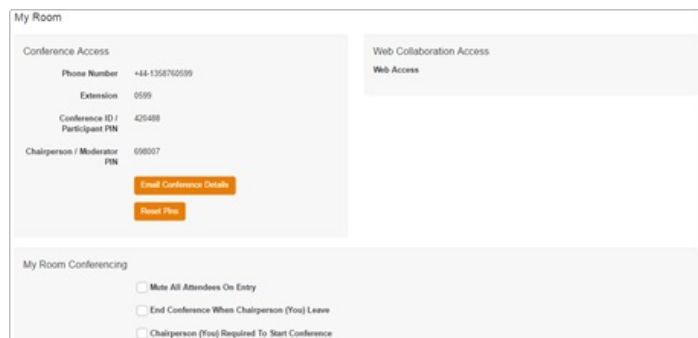 My Room
Conference Access
Phone Number +44-1358760599
Extension 0599
Conference ID /
Participant PIN 420488
Chairperson / Moderator
PIN 698007
Email Conference Details
Reset Pins
Web Collaboration Access
Web Access
My Room Conferencing
Mute All Attendees On Entry
End Conference When Chairperson (You) Leave
Chairperson (You) Required To Start Conference